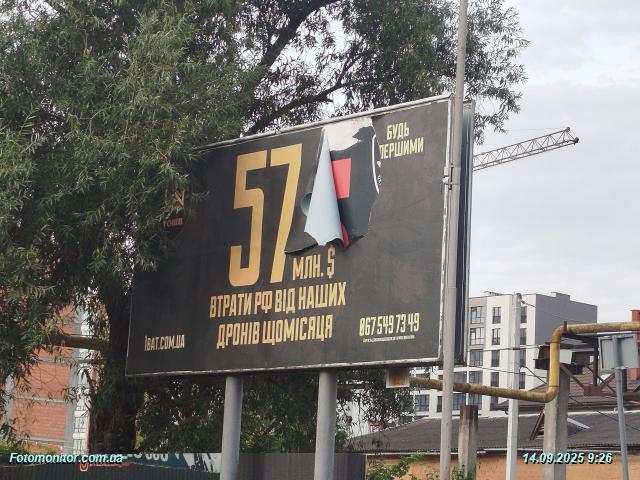 БУДЬ
ПЕРШИМИ
57
МЛН. $
ВТРАТИ РФ ВІД НАШИХ
ДРОНІВ ЩОМІСЯЦЯ
1BAT.COM.UA
067 549 73 49
Fotomonitor.com.ua
14.09.2025 9:26